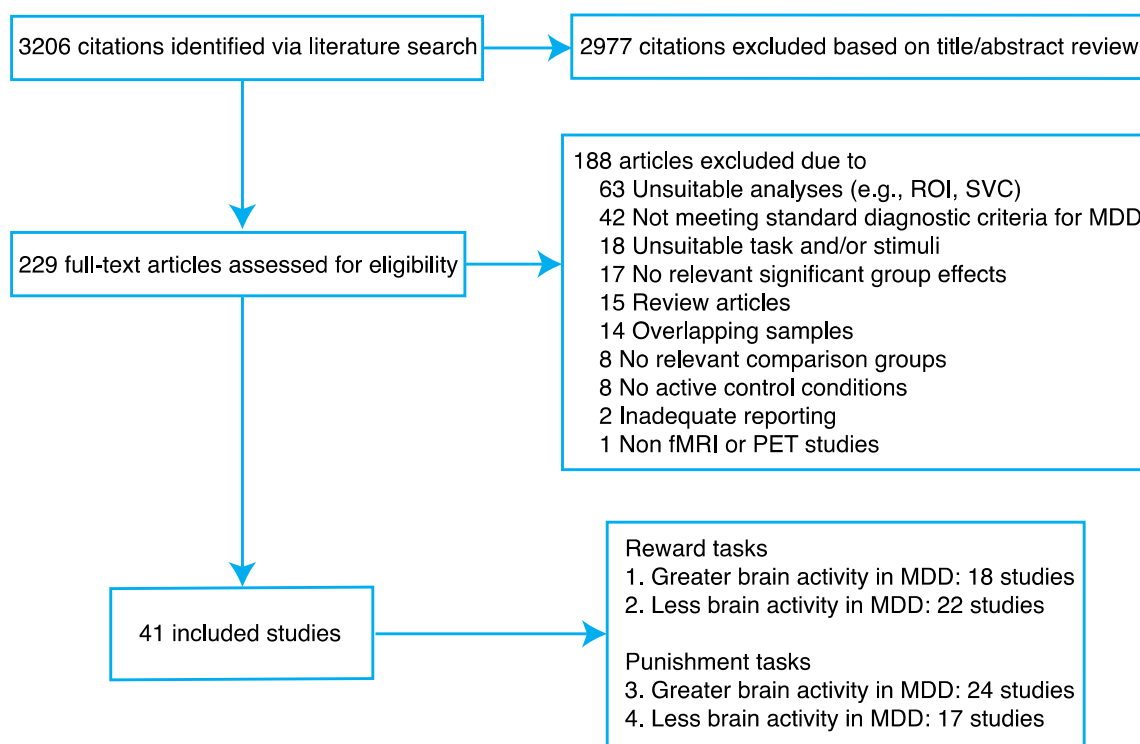 3206 citations identified via literature search
2977 citations excluded based on title/abstract review
188 articles excluded due to
63 Unsuitable analyses (e.g., ROI, SVC)
42 Not meeting standard diagnostic criteria for MDD
18 Unsuitable task and/or stimuli
17 No relevant significant group effects
15 Review articles
14 Overlapping samples
8 No relevant comparison groups
8 No active control conditions
2 Inadequate reporting
1 Non fMRI or PET studies
229 full-text articles assessed for eligibility
41 included studies
Reward tasks
1. Greater brain activity in MDD: 18 studies
2. Less brain activity in MDD: 22 studies
Punishment tasks
3. Greater brain activity in MDD: 24 studies
4. Less brain activity in MDD: 17 studies